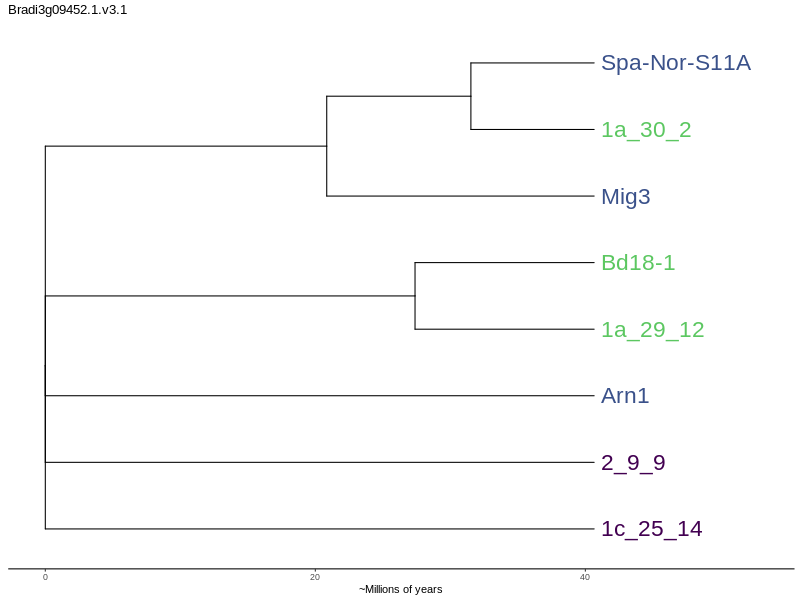 Bradi3g09452.1.v3.1
Spa-Nor-S11A
1a_30_2
Mig3
Bd18-1
1a_29_12
Arn1
2_9_9
1c_25_14
0 20 40
~Millions of years